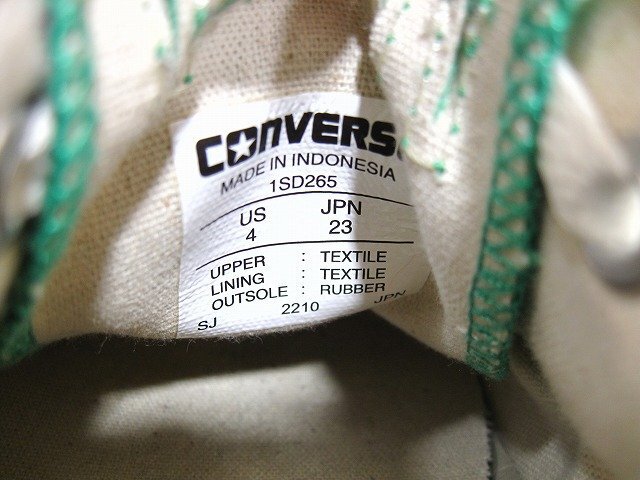 CONVERS
MADE IN INDONESIA
1SD265
US JPN
4 23
UPPER : TEXTILE
LINING : TEXTILE
OUTSOLE : RUBBER
SJ 2210 JPN